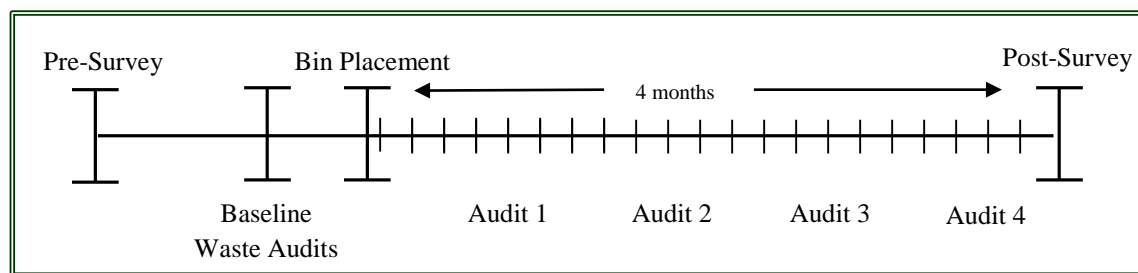 Pre-Survey
Bin Placement
Post-Survey
4 months
Baseline
Waste Audits
Audit 1
Audit 2
Audit 3
Audit 4